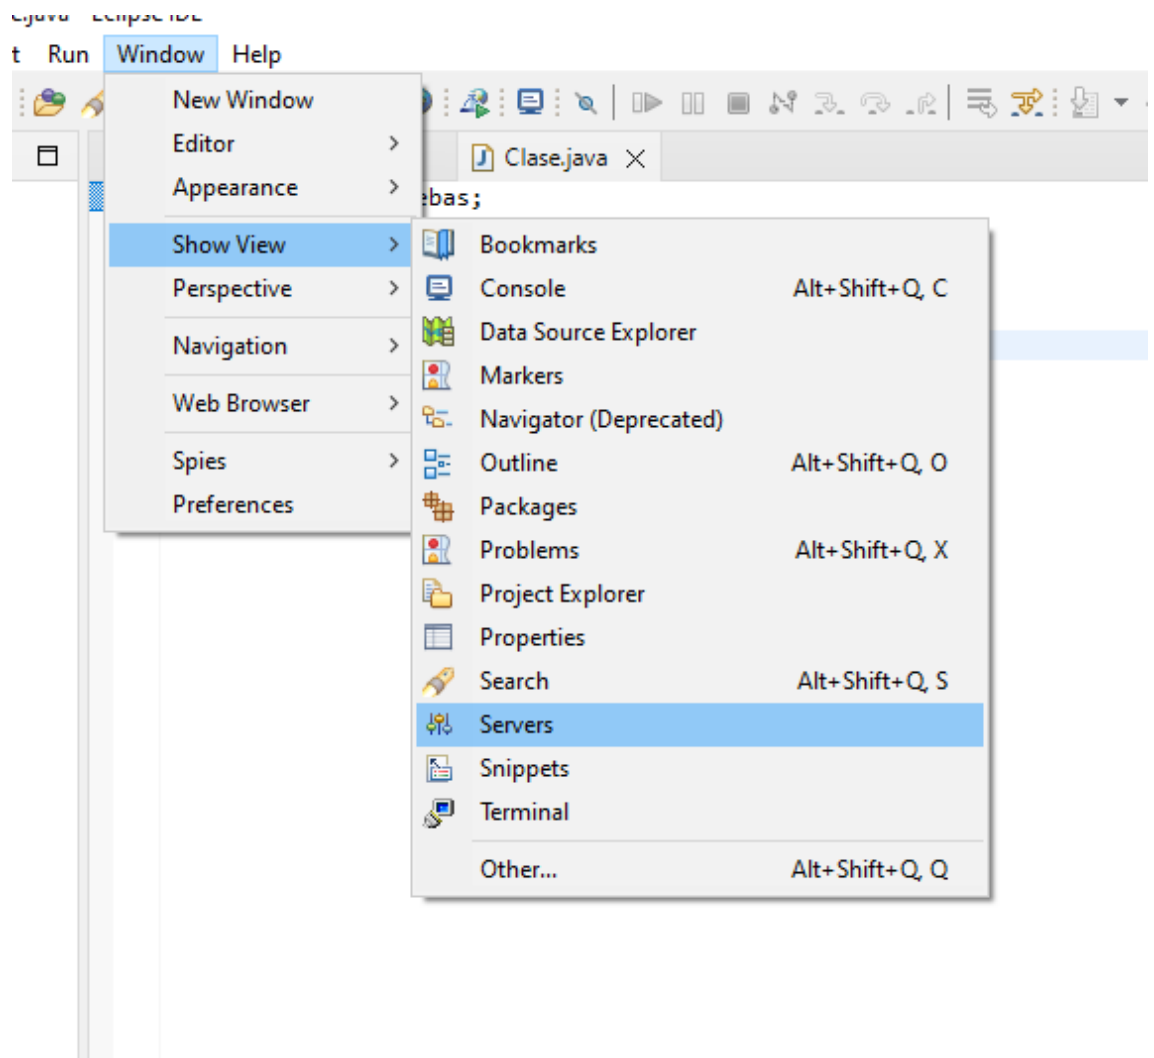 t Run Window Help
New Window
Editor
Appearance
Clase.java
Show View
Perspective
Navigation
Web Browser
Spies
Preferences
Bookmarks
Console Alt+Shift+Q, C
Data Source Explorer
Markers
Navigator (Deprecated)
Outline Alt+Shift+Q, O
Packages
Problems Alt+Shift+Q, X
Project Explorer
Properties
Search Alt+Shift+Q, S
Servers
Snippets
Terminal
Other... Alt+Shift+Q, Q